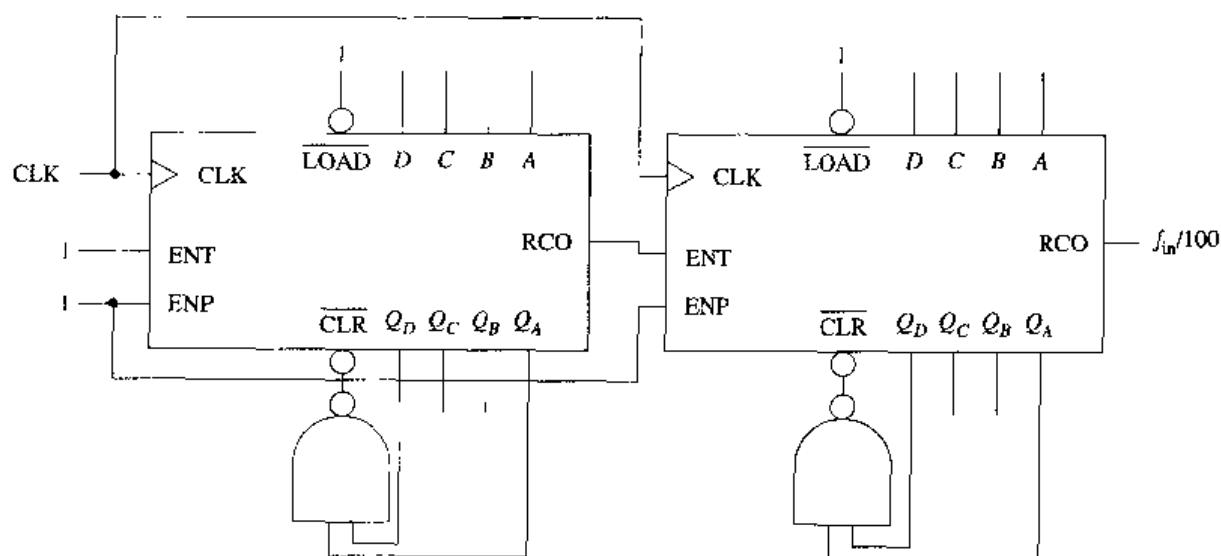 1
1
LOAD D C B A
LOAD D C B A
CLK
CLK
CLK
RCO
RCO
f_in/100
1
ENT
ENT
1
ENP
ENP
CLR Q_D Q_C Q_B Q_A
CLR Q_D Q_C Q_B Q_A